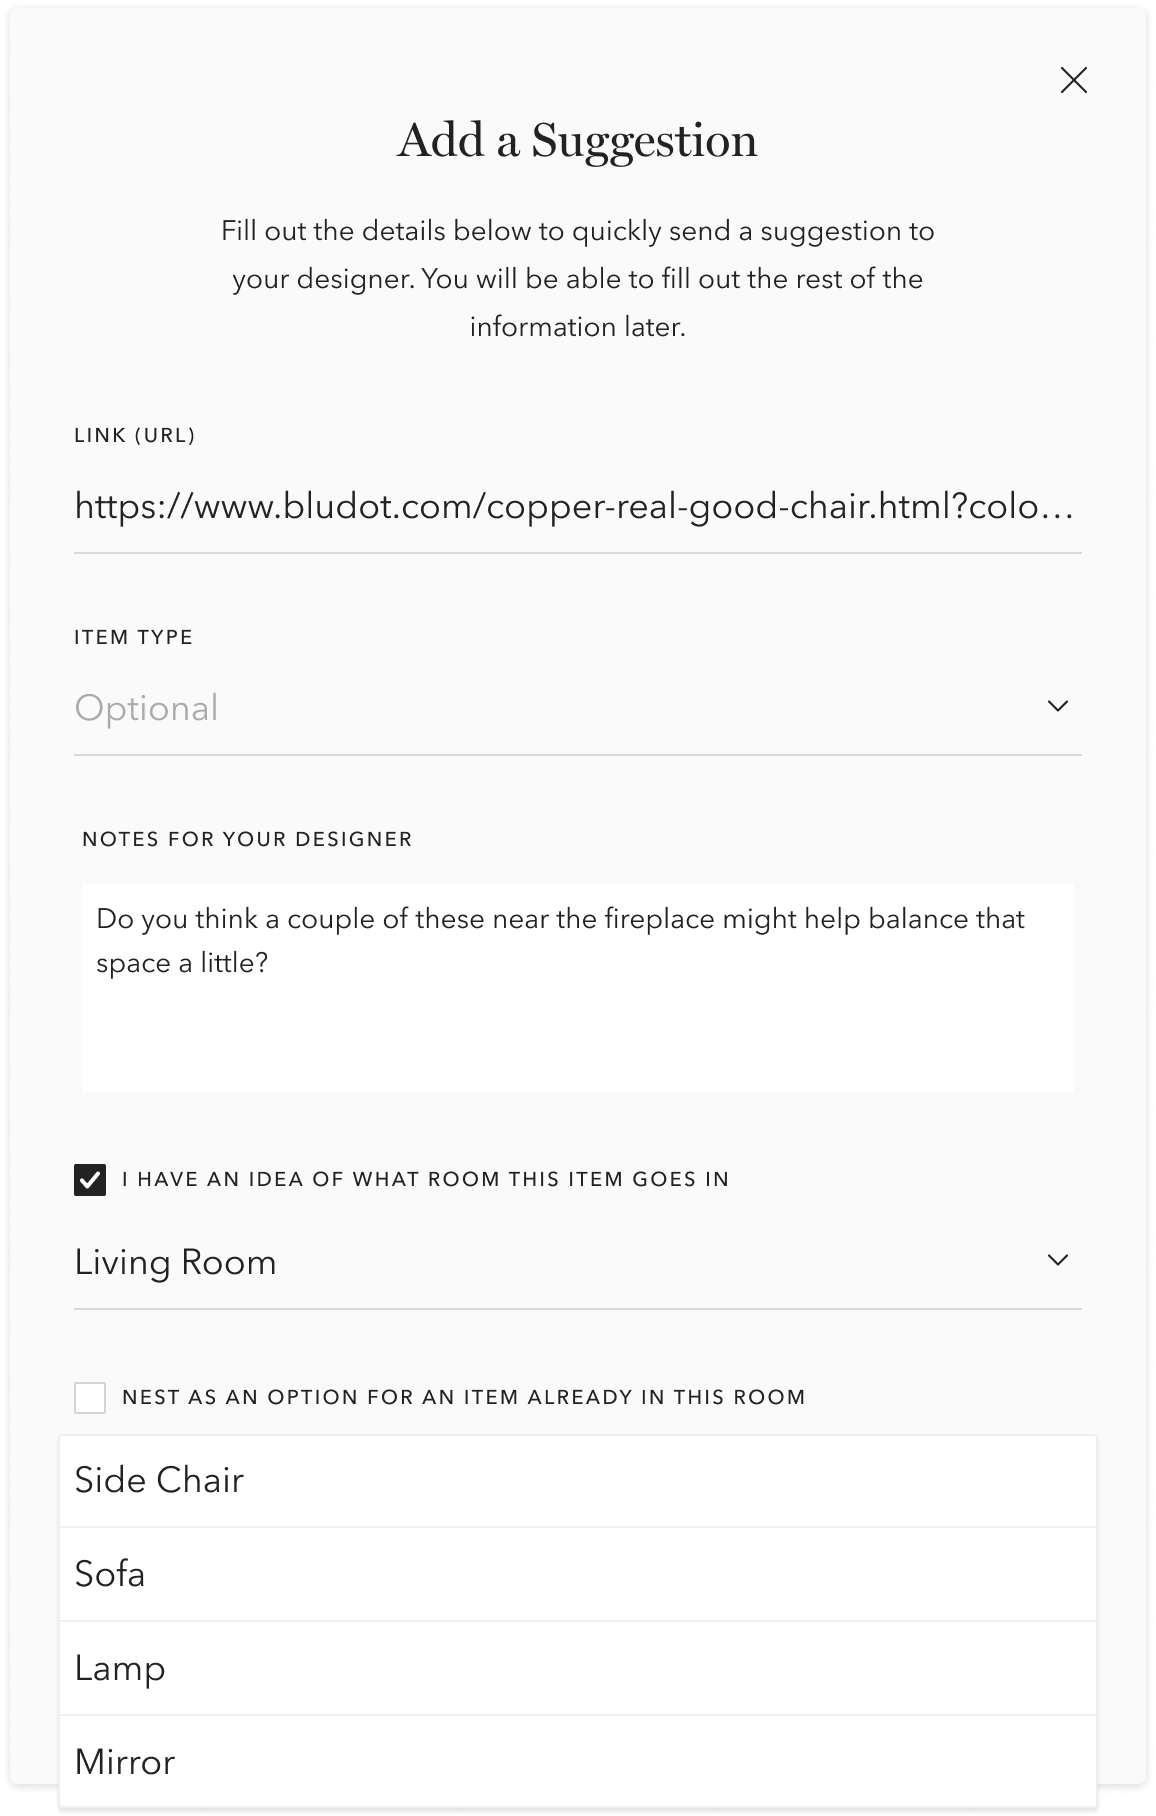 Add a Suggestion
Fill out the details below to quickly send a suggestion to
your designer. You will be able to fill out the rest of the
information later.
LINK (URL)
https://www.bludot.com/copper-real-good-chair.html?colo...
ITEM TYPE
Optional
NOTES FOR YOUR DESIGNER
Do you think a couple of these near the fireplace might help balance that
space a little?
I HAVE AN IDEA OF WHAT ROOM THIS ITEM GOES IN
Living Room
NEST AS AN OPTION FOR AN ITEM ALREADY IN THIS ROOM
Side Chair
Sofa
Lamp
Mirror